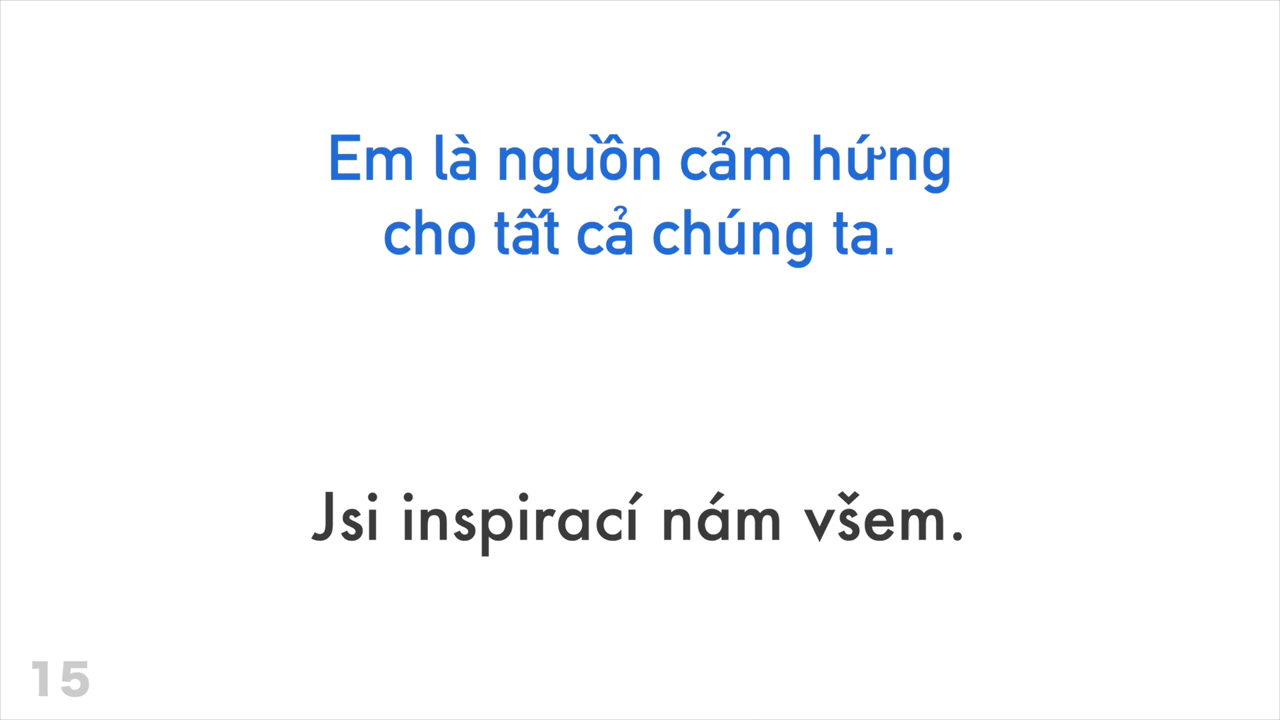 Em là nguồn cảm hứng
cho tất cả chúng ta.
Jsi inspirací nám všem.
15